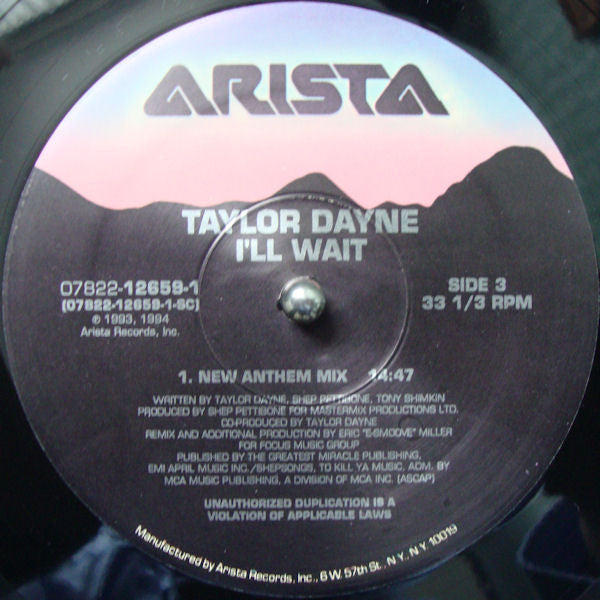 ARISTA
TAYLOR DAYNE
I'LL WAIT
07822-12659-1
(07822-12659-1-SC)
℗ 1993, 1994
Arista Records, Inc.
SIDE 3
33 1/3 RPM
1. NEW ANTHEM MIX 14:47
WRITTEN BY TAYLOR DAYNE, SHEP PETTIBONE, TONY SHIMKIN
PRODUCED BY SHEP PETTIBONE FOR MASTERMIX PRODUCTIONS LTD.
CO-PRODUCED BY TAYLOR DAYNE
REMIX AND ADDITIONAL PRODUCTION BY ERIC "E-SMOOVE" MILLER
FOR FOCUS MUSIC GROUP
PUBLISHED BY THE GREATEST MIRACLE PUBLISHING,
EMI APRIL MUSIC INC./SHEPSONGS, TO KILL YA MUSIC, ADM. BY
MCA MUSIC PUBLISHING, A DIVISION OF MCA INC. (ASCAP)
UNAUTHORIZED DUPLICATION IS A
VIOLATION OF APPLICABLE LAWS
Manufactured by Arista Records, Inc., 6 W. 57th St., N.Y., N.Y. 10019